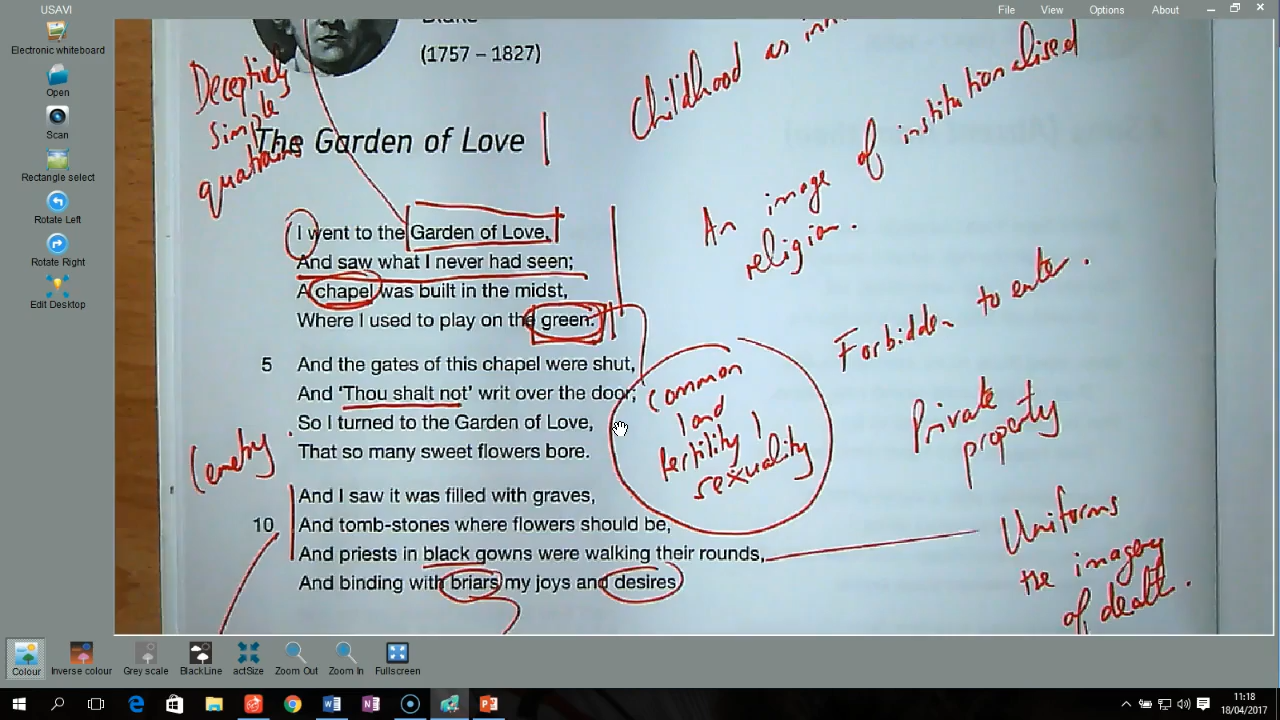 USAVI
File View Options About
Electronic whiteboard
Open
Scan
Rectangle select
Rotate Left
Rotate Right
Edit Desktop
Blake
(1757 – 1827)
Deceptively
simple
quatrains
Childhood as
The Garden of Love
An image of institutionalised
religion.
I went to the Garden of Love,
And saw what I never had seen;
A chapel was built in the midst,
Where I used to play on the green.
Forbidden to enter.
5 And the gates of this chapel were shut,
And ‘Thou shalt not’ writ over the door;
So I turned to the Garden of Love,
That so many sweet flowers bore.
Common
land
fertility /
sexuality
Private
property
Cemetry
And I saw it was filled with graves,
10 And tomb-stones where flowers should be,
And priests in black gowns were walking their rounds,
And binding with briars my joys and desires
Uniforms
the imagery
of death.
Colour
Inverse colour
Grey scale
BlackLine
actSize
Zoom Out
Zoom In
Fullscreen
11:18
18/04/2017